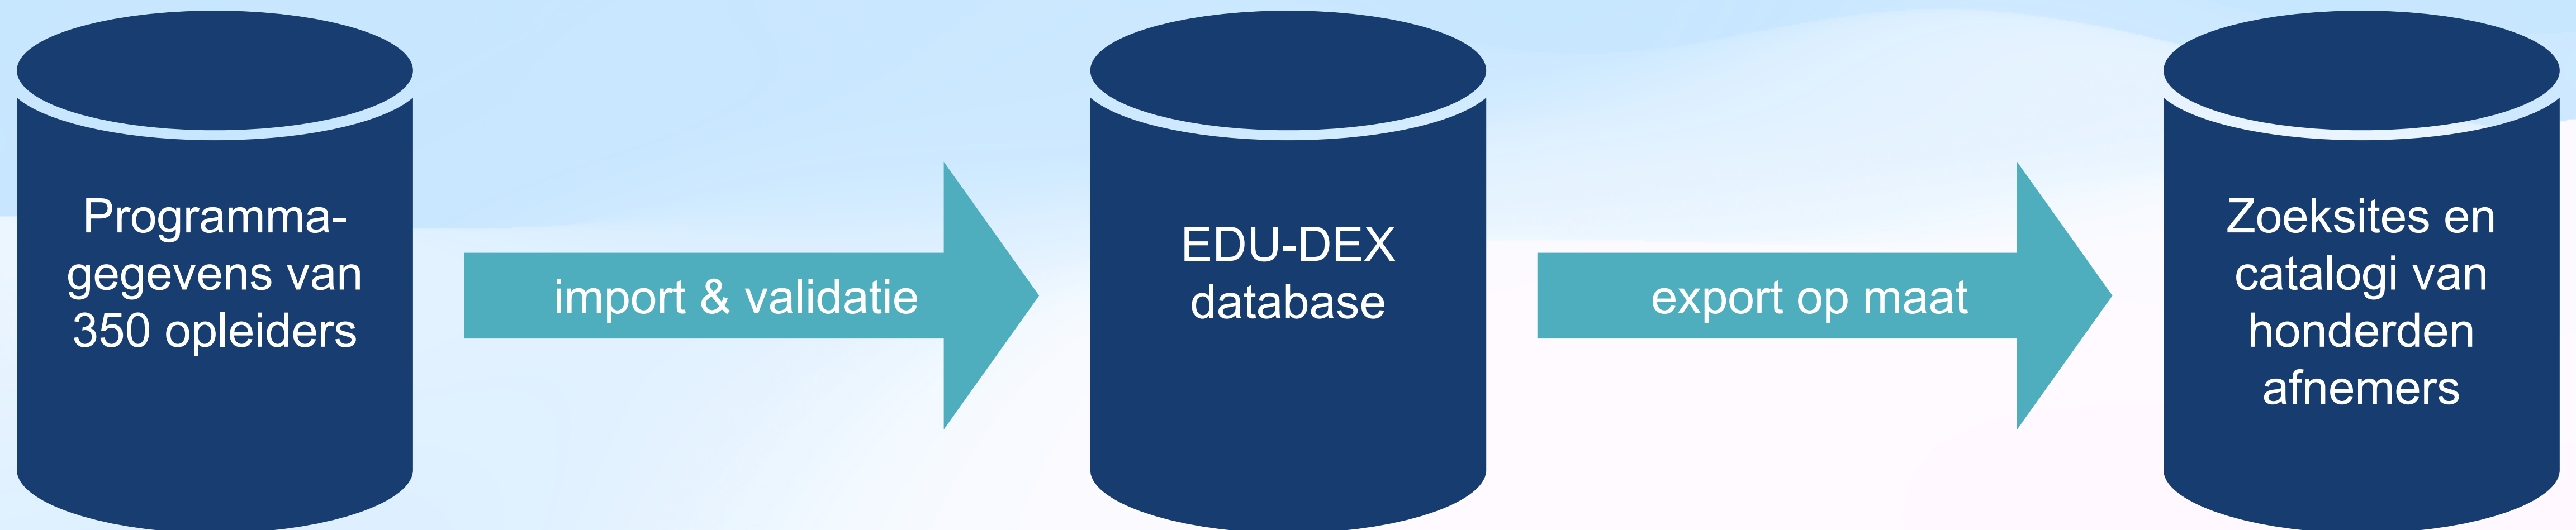 Programma-
gegevens van
350 opleiders
import & validatie
EDU-DEX
database
export op maat
Zoeksites en
catalogi van
honderden
afnemers